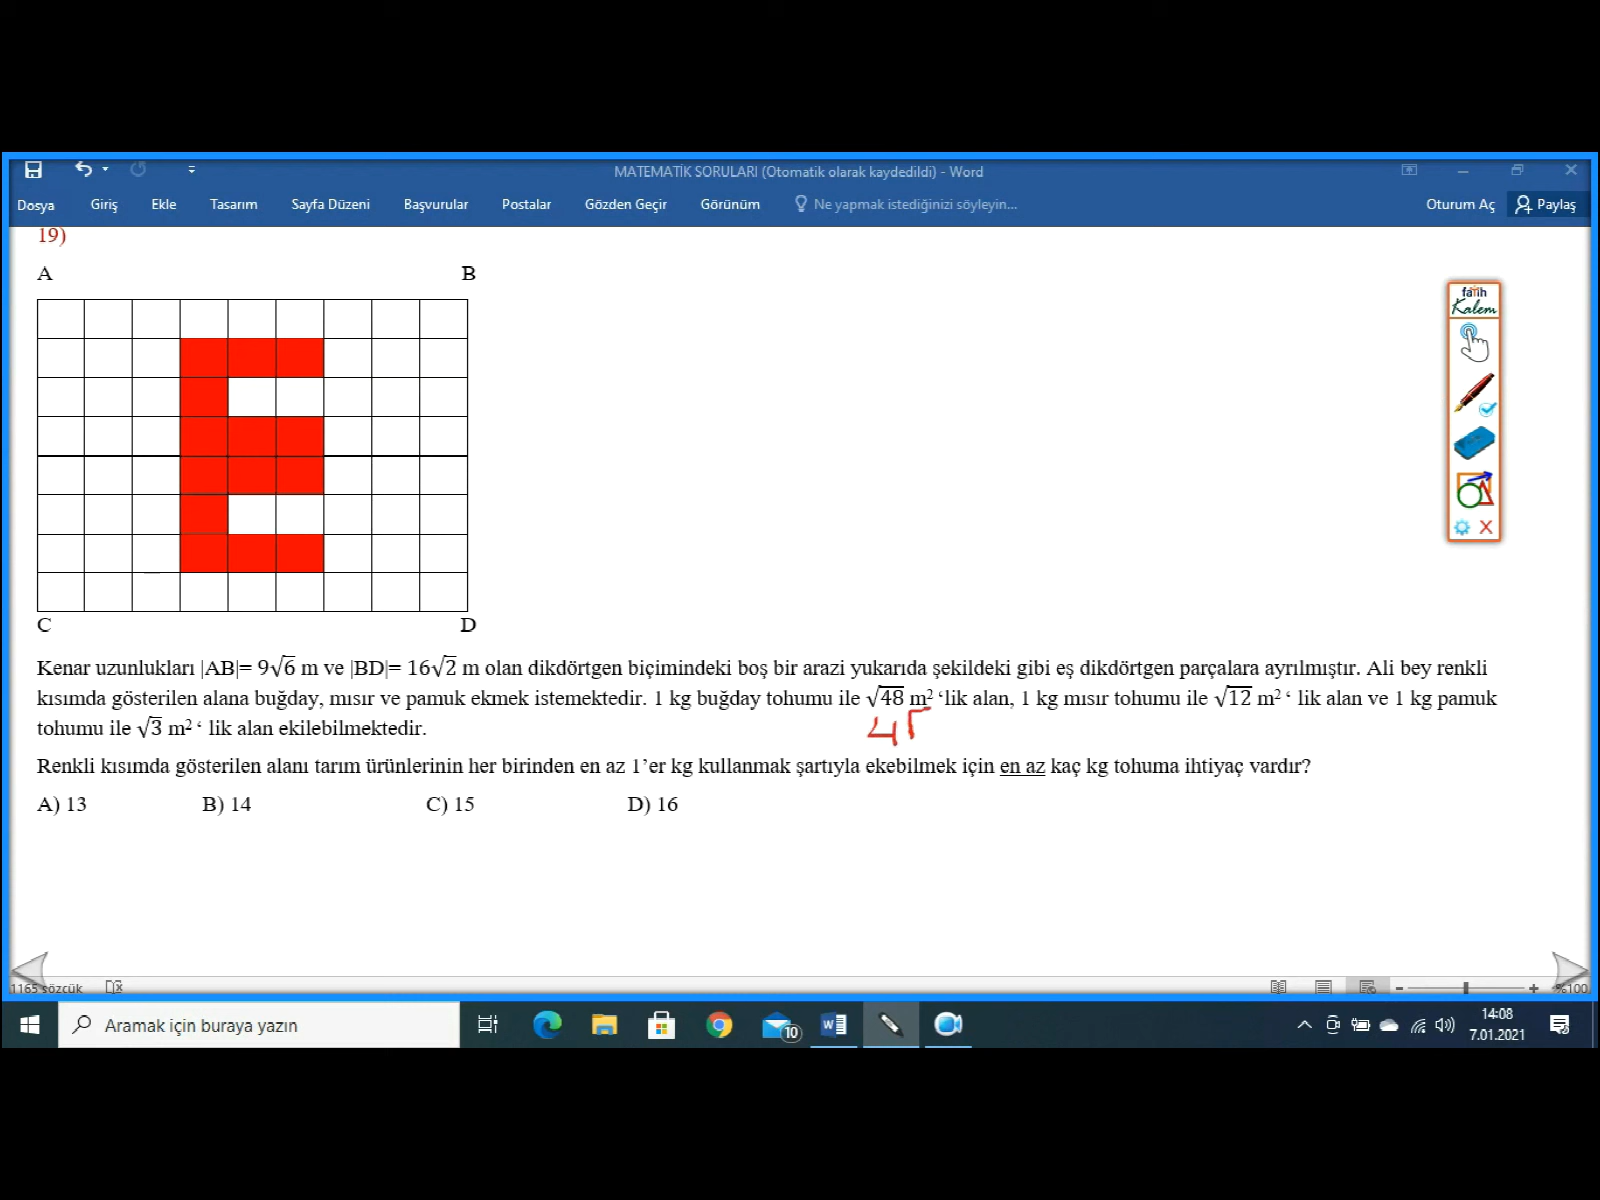 MATEMATİK SORULARI (Otomatik olarak kaydedildi) - Word
Dosya Giriş Ekle Tasarım Sayfa Düzeni Başvurular Postalar Gözden Geçir Görünüm Ne yapmak istediğinizi söyleyin... Oturum Aç Paylaş
19)
A B
fatih
Kalem
X
C D
Kenar uzunlukları |AB|= 9√6 m ve |BD|= 16√2 m olan dikdörtgen biçimindeki boş bir arazi yukarıda şekildeki gibi eş dikdörtgen parçalara ayrılmıştır. Ali bey renkli
kısımda gösterilen alana buğday, mısır ve pamuk ekmek istemektedir. 1 kg buğday tohumu ile √48 m² ‘lik alan, 1 kg mısır tohumu ile √12 m² ‘ lik alan ve 1 kg pamuk
tohumu ile √3 m² ‘ lik alan ekilebilmektedir.
4√
Renkli kısımda gösterilen alanı tarım ürünlerinin her birinden en az 1’er kg kullanmak şartıyla ekebilmek için en az kaç kg tohuma ihtiyaç vardır?
A) 13 B) 14 C) 15 D) 16
1165 sözcük %100
Aramak için buraya yazın 10 14:08
7.01.2021